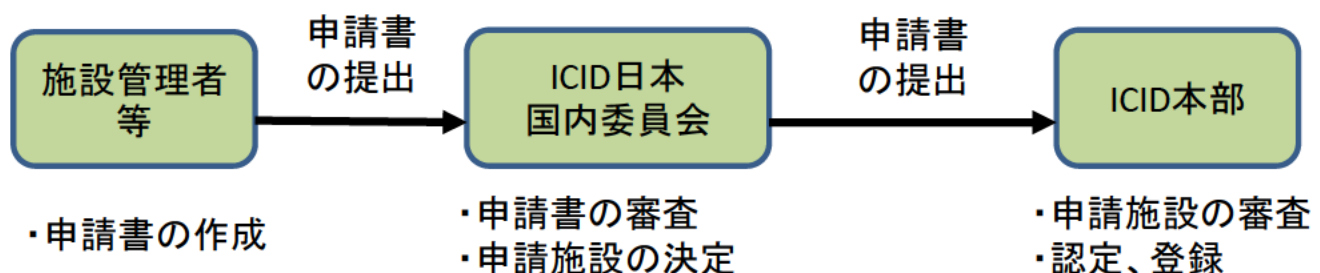 施設管理者
等
申請書
の提出
ICID日本
国内委員会
申請書
の提出
ICID本部
・申請書の作成
・申請書の審査
・申請施設の決定
・申請施設の審査
・認定、登録